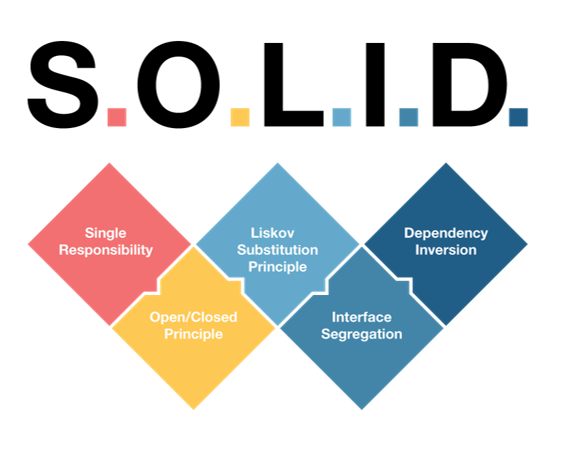 S.O.L.I.D.
Single
Responsibility
Open/Closed
Principle
Liskov
Substitution
Principle
Interface
Segregation
Dependency
Inversion